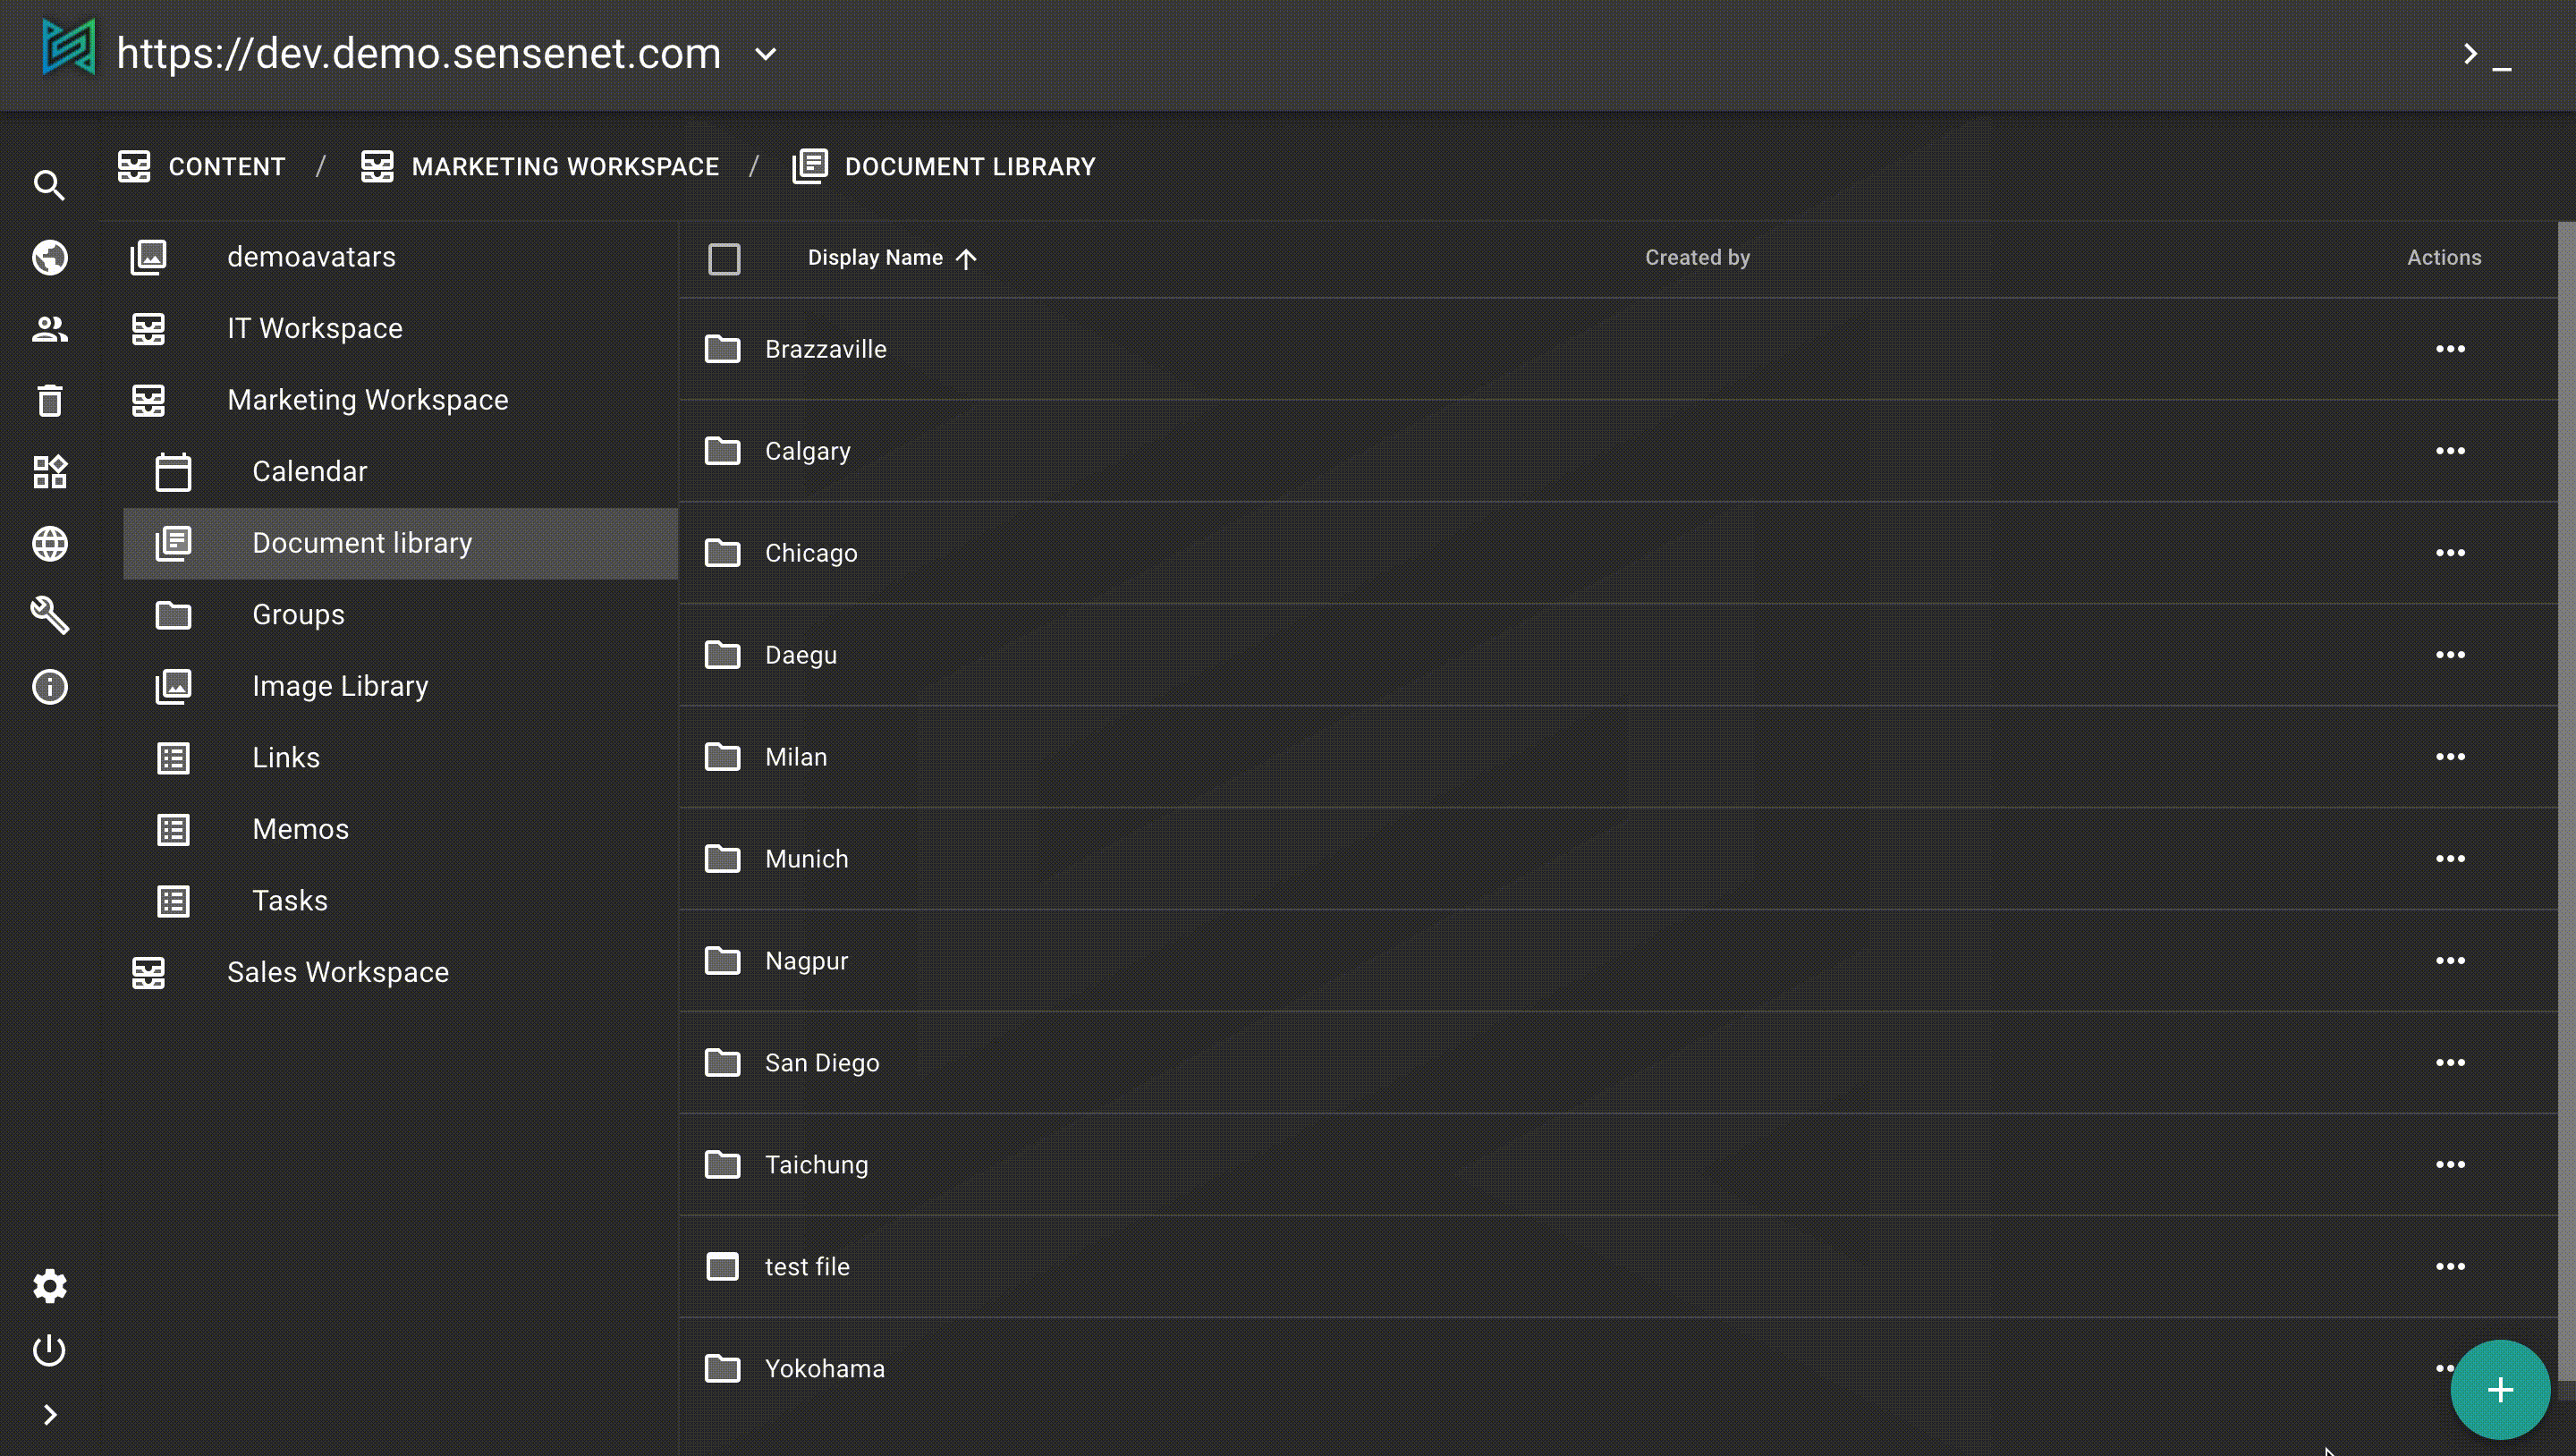 https://dev.demo.sensenet.com
CONTENT / MARKETING WORKSPACE / DOCUMENT LIBRARY
demoavatars
IT Workspace
Marketing Workspace
Calendar
Document library
Groups
Image Library
Links
Memos
Tasks
Sales Workspace
Display Name Created by Actions
Brazzaville
Calgary
Chicago
Daegu
Milan
Munich
Nagpur
San Diego
Taichung
test file
Yokohama